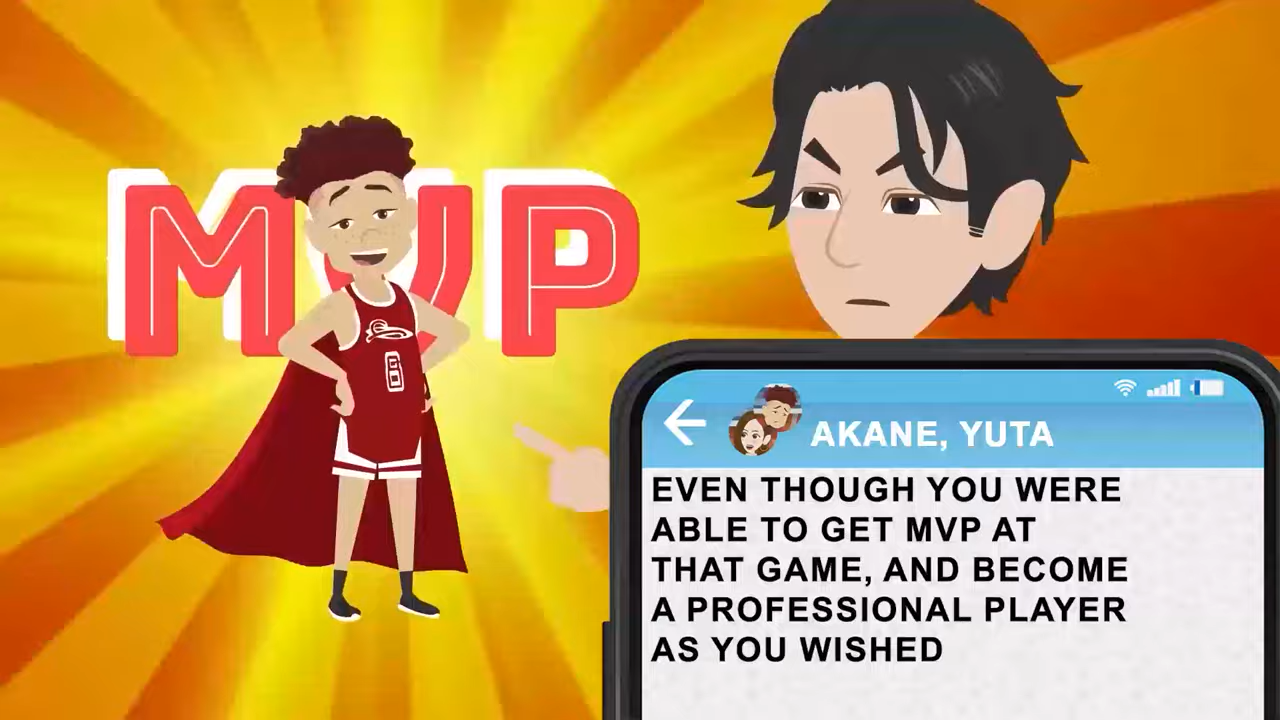 MVP
8
AKANE, YUTA
EVEN THOUGH YOU WERE
ABLE TO GET MVP AT
THAT GAME, AND BECOME
A PROFESSIONAL PLAYER
AS YOU WISHED